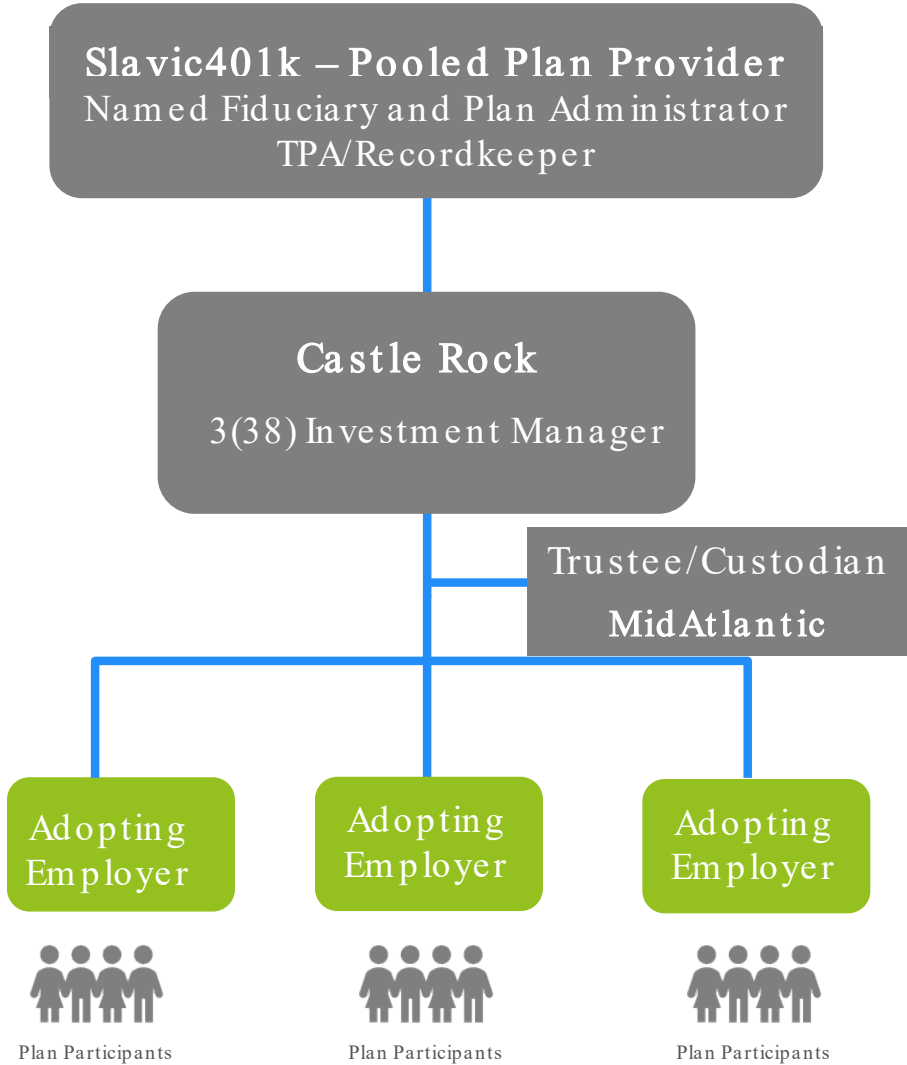 Slavic401k – Pooled Plan Provider
Named Fiduciary and Plan Administrator
TPA/Recordkeeper
Castle Rock
3(38) Investment Manager
Trustee/Custodian
MidAtlantic
Adopting
Employer
Adopting
Employer
Adopting
Employer
Plan Participants
Plan Participants
Plan Participants